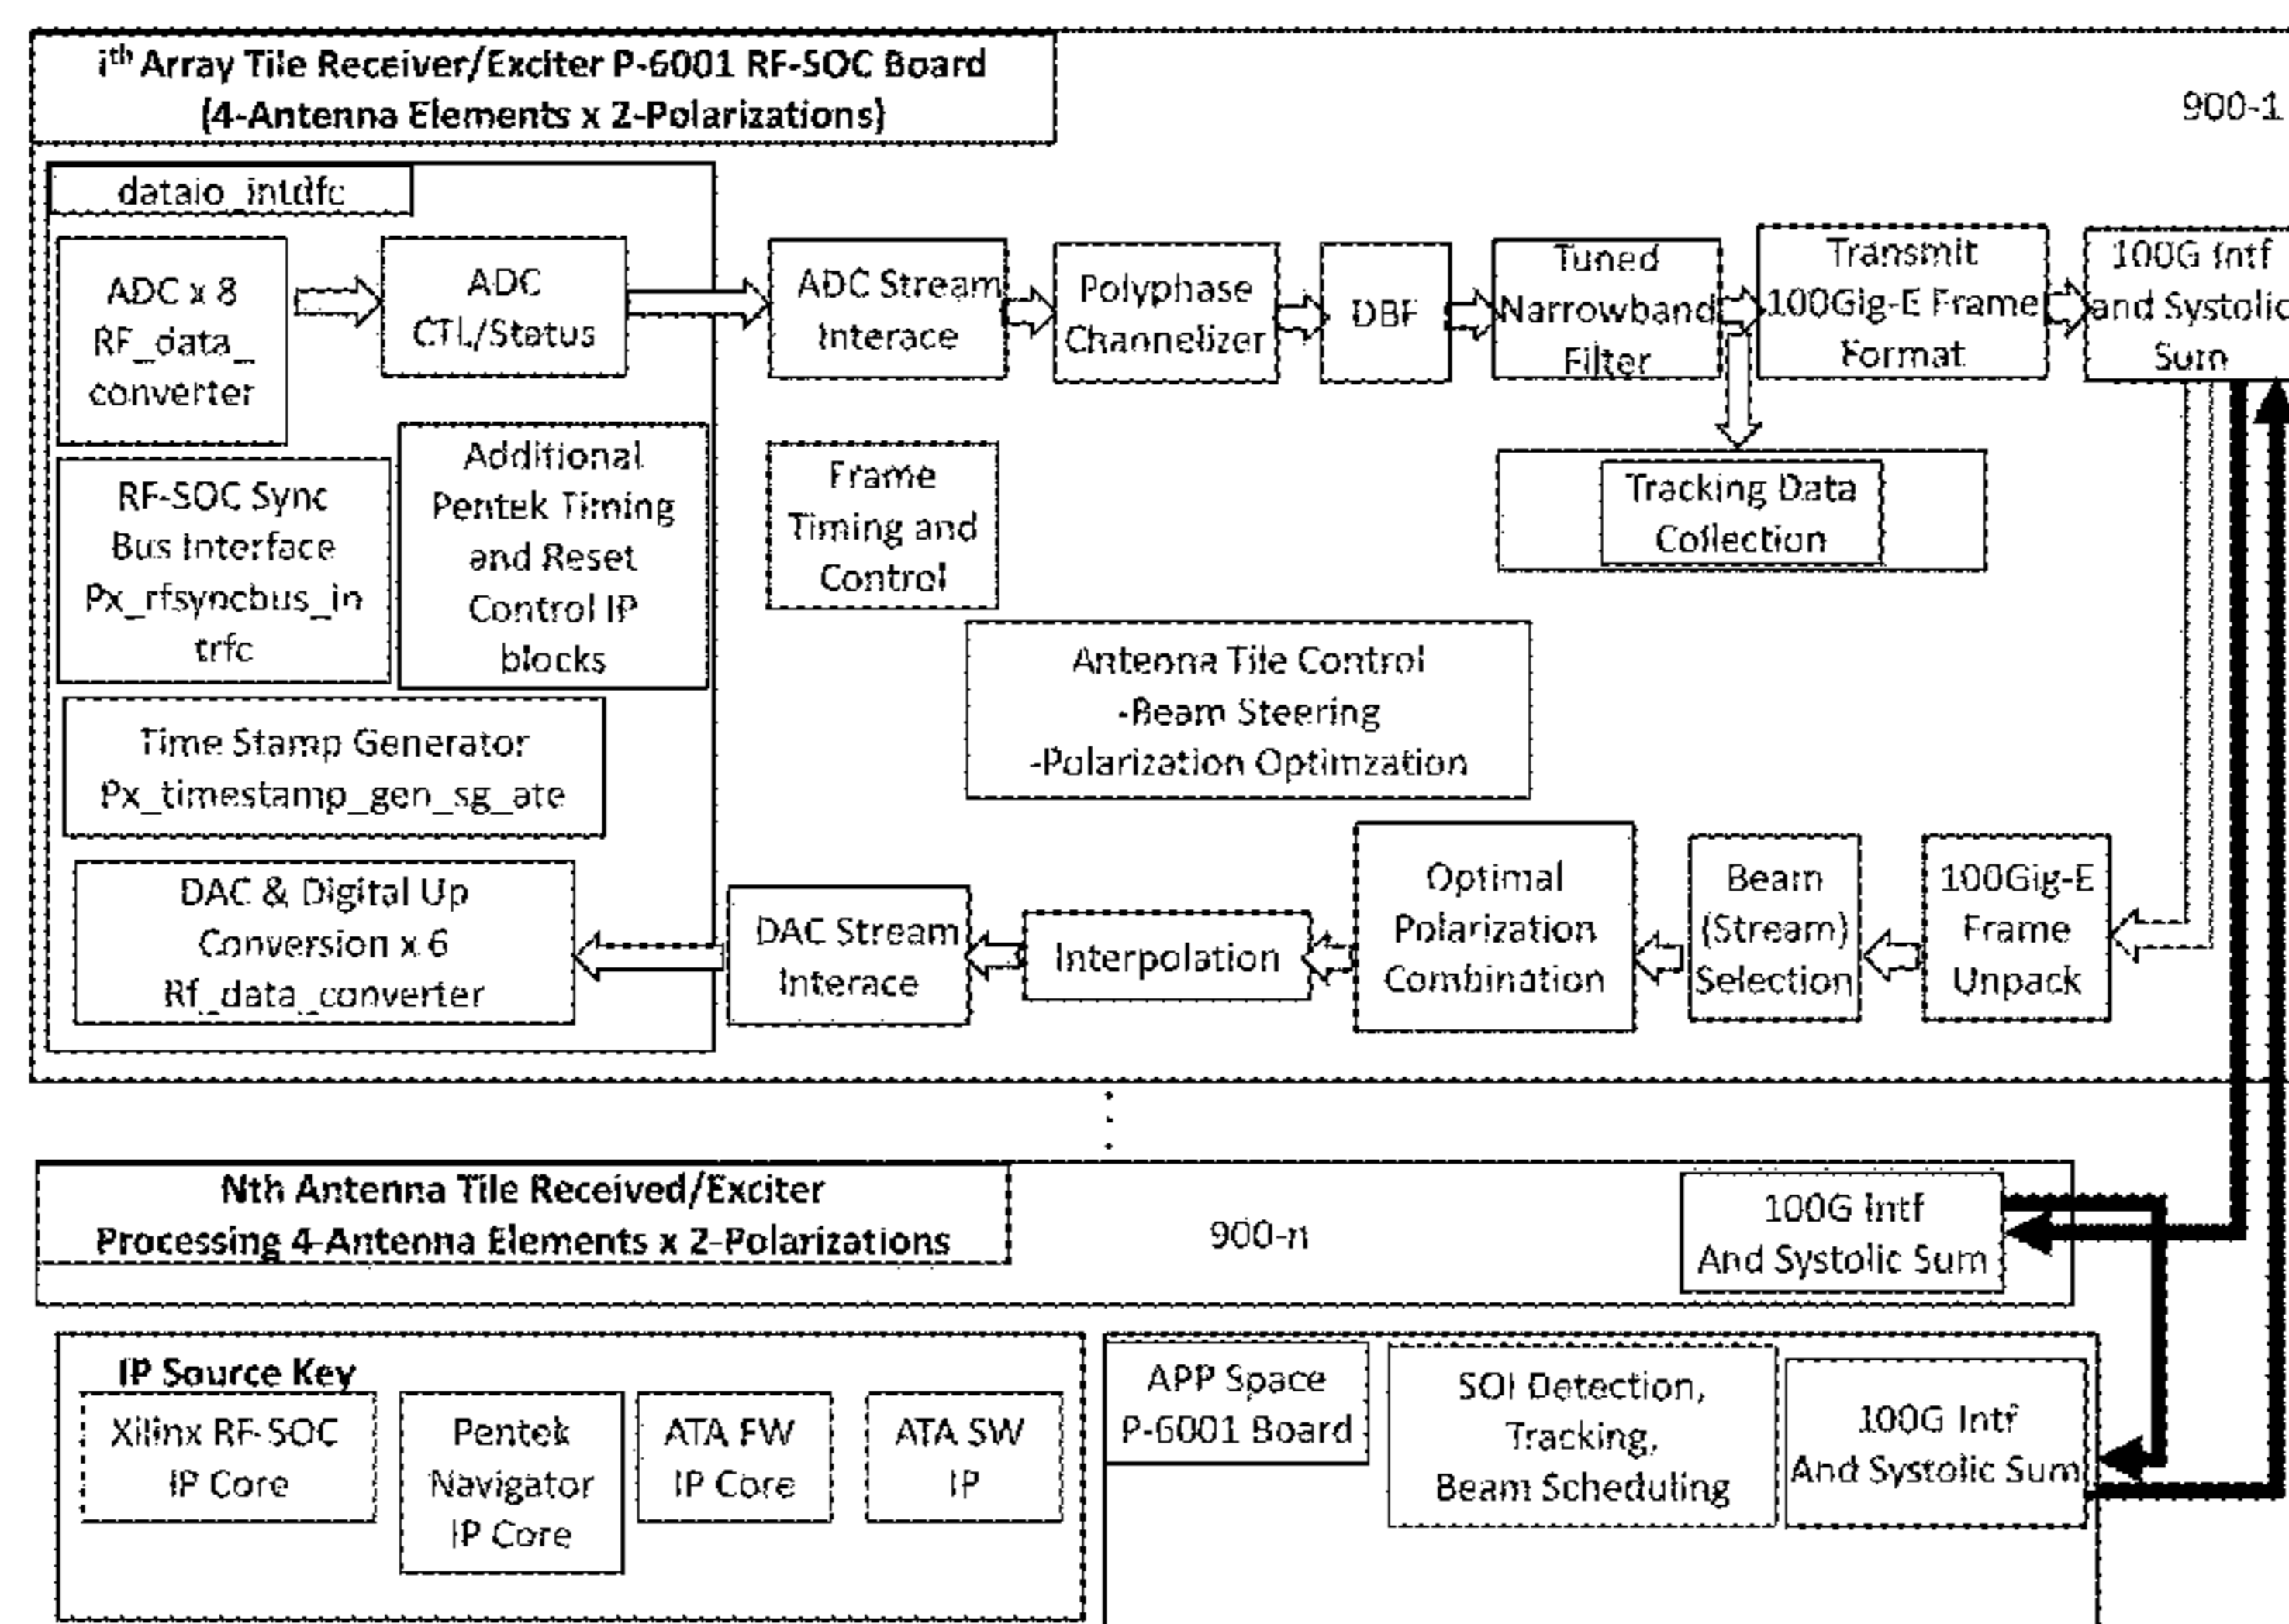 ith Array Tile Receiver/Exciter P-6001 RF-SOC Board
(4-Antenna Elements x 2-Polarizations)
900-1
dataio_intdfc
ADC x 8
RF_data_
converter
ADC
CTL/Status
ADC Stream
Interace
Polyphase
Channelizer
DBF
Tuned
Narrowband
Filter
Transmit
100Gig-E Frame
Format
100G Intf
and Systolic
Sum
RF-SOC Sync
Bus Interface
Px_rfsyncbus_in
trfc
Additional
Pentek Timing
and Reset
Control IP
blocks
Frame
Timing and
Control
Tracking Data
Collection
Antenna Tile Control
-Beam Steering
-Polarization Optimzation
Time Stamp Generator
Px_timestamp_gen_sg_ate
DAC & Digital Up
Conversion x 6
Rf_data_converter
DAC Stream
Interace
Interpolation
Optimal
Polarization
Combination
Beam
(Stream)
Selection
100Gig-E
Frame
Unpack
Nth Antenna Tile Received/Exciter
Processing 4-Antenna Elements x 2-Polarizations
900-n
100G Intf
And Systolic Sum
IP Source Key
Xilinx RF-SOC
IP Core
Pentek
Navigator
IP Core
ATA FW
IP Core
ATA SW
IP
APP Space
P-6001 Board
SOI Detection,
Tracking,
Beam Scheduling
100G Intf
And Systolic Sum